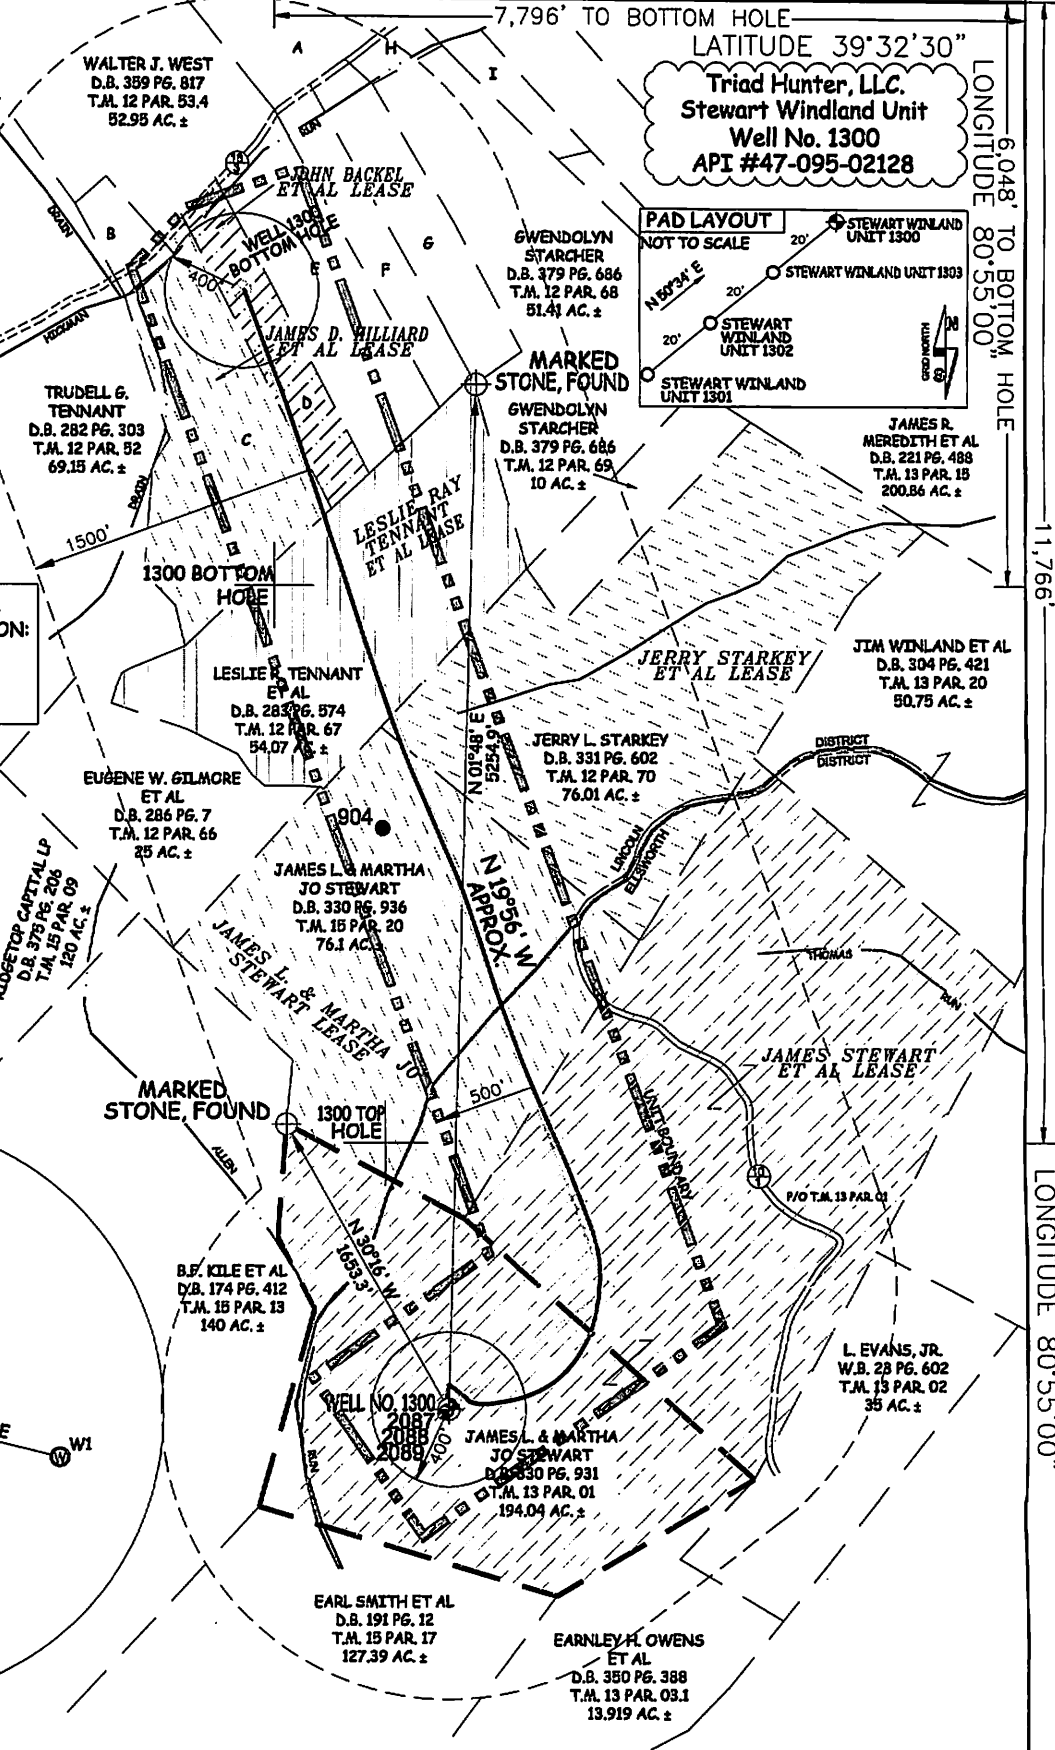 7,796' TO BOTTOM HOLE
LATITUDE 39°32'30"
Triad Hunter, LLC.
Stewart Windland Unit
Well No. 1300
API #47-095-02128
6,048' TO BOTTOM HOLE
LONGITUDE 80°55'00"
11,766'
LONGITUDE 80°55'00"
A
H
I
WALTER J. WEST
D.B. 359 PG. 817
T.M. 12 PAR. 53.4
52.95 AC. ±
RUN
JOHN BACKEL
ET AL LEASE
DRAIN
B
WELL 1300
BOTTOM HOLE
400'
E
F
G
HICKMAN
PAD LAYOUT
NOT TO SCALE
20'
STEWART WINLAND
UNIT 1300
N 50°34' E
STEWART WINLAND UNIT 1303
20'
STEWART
WINLAND
UNIT 1302
20'
STEWART WINLAND
UNIT 1301
GRID NORTH
GWENDOLYN
STARCHER
D.B. 379 PG. 686
T.M. 12 PAR. 68
51.41 AC. ±
JAMES D. HILLIARD
ET AL LEASE
MARKED
STONE, FOUND
TRUDELL G.
TENNANT
D.B. 282 PG. 303
T.M. 12 PAR. 52
69.15 AC. ±
D
C
GWENDOLYN
STARCHER
D.B. 379 PG. 686
T.M. 12 PAR. 69
10 AC. ±
JAMES R.
MEREDITH ET AL
D.B. 221 PG. 488
T.M. 13 PAR. 15
200.86 AC. ±
DRAIN
LESLIE RAY
TENNANT
ET AL LEASE
1500'
1300 BOTTOM
HOLE
ON:
JERRY STARKEY
ET AL LEASE
JIM WINLAND ET AL
D.B. 304 PG. 421
T.M. 13 PAR. 20
50.75 AC. ±
LESLIE R. TENNANT
ET AL
D.B. 283 PG. 574
T.M. 12 PAR. 67
54.07 AC. ±
N 01°48' E
5254.9'
JERRY L. STARKEY
D.B. 331 PG. 602
T.M. 12 PAR. 70
76.01 AC. ±
DISTRICT
DISTRICT
EUGENE W. GILMORE
ET AL
D.B. 286 PG. 7
T.M. 12 PAR. 66
25 AC. ±
904
LINCOLN
ELLSWORTH
JAMES L. & MARTHA
JO STEWART
D.B. 330 PG. 936
T.M. 15 PAR. 20
76.1 AC. ±
N 19°56' W
APPROX.
D.B. 375 PG. 206
T.M. 15 PAR. 09
120 AC. ±
JAMES L. & MARTHA JO
STEWART LEASE
THOMAS
RUN
JAMES STEWART
ET AL LEASE
MARKED
STONE, FOUND
1300 TOP
HOLE
500'
UNIT BOUNDARY
ALLEN
P/O T.M. 13 PAR. 01
N 30°16' W
1653.3'
B.F. KILE ET AL
D.B. 174 PG. 412
T.M. 15 PAR. 13
140 AC. ±
L. EVANS, JR.
W.B. 28 PG. 602
T.M. 13 PAR. 02
35 AC. ±
WELL NO. 1300
2087
2088
2089
400'
E
W
W1
RUN
JAMES L. & MARTHA
JO STEWART
D.B. 330 PG. 931
T.M. 13 PAR. 01
194.04 AC. ±
EARL SMITH ET AL
D.B. 191 PG. 12
T.M. 15 PAR. 17
127.39 AC. ±
EARNLEY H. OWENS
ET AL
D.B. 350 PG. 388
T.M. 13 PAR. 03.1
13.919 AC. ±